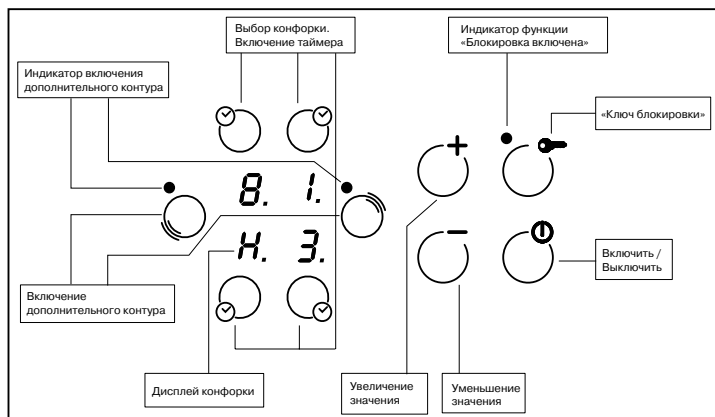 Выбор конфорки.
Включение таймера
Индикатор функции
«Блокировка включена»
Индикатор включения
дополнительного контура
«Ключ блокировки»
8. 1.
H. 3.
Включить /
Выключить
Включение
дополнительного контура
Дисплей конфорки
Увеличение
значения
Уменьшение
значения